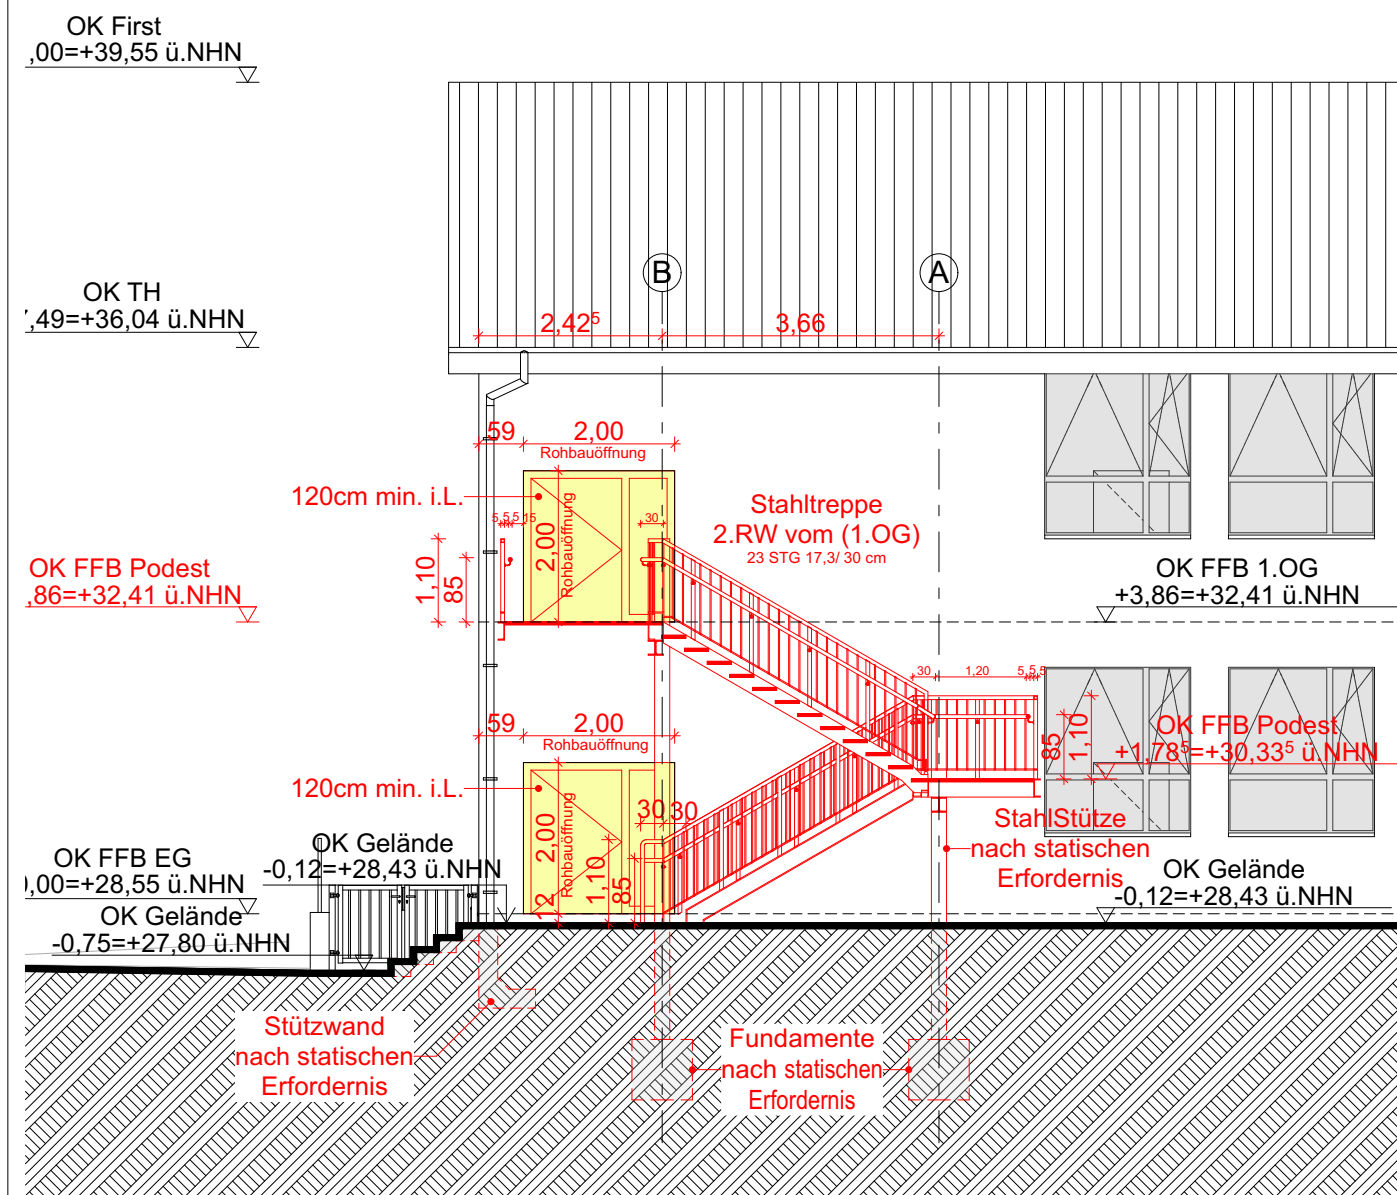 OK First
,00=+39,55 ü.NHN
OK TH
,49=+36,04 ü.NHN
B
A
2,42⁵
3,66
59
2,00
Rohbauöffnung
120cm min. i.L.
5 5 5 15
2,00
Rohbauöffnung
30
1,10
85
Stahltreppe
2.RW vom (1.OG)
23 STG 17,3/ 30 cm
OK FFB Podest
,86=+32,41 ü.NHN
OK FFB 1.OG
+3,86=+32,41 ü.NHN
30
1,20
5 5 5
59
2,00
Rohbauöffnung
120cm min. i.L.
2,00
Rohbauöffnung
12
30
30
1,10
85
85
1,10
OK FFB Podest
+1,78⁵=+30,33⁵ ü.NHN
StahlStütze
nach statischen
Erfordernis
OK Gelände
-0,12=+28,43 ü.NHN
OK FFB EG
0,00=+28,55 ü.NHN
OK Gelände
-0,75=+27,80 ü.NHN
OK Gelände
-0,12=+28,43 ü.NHN
Stützwand
nach statischen
Erfordernis
Fundamente
nach statischen
Erfordernis